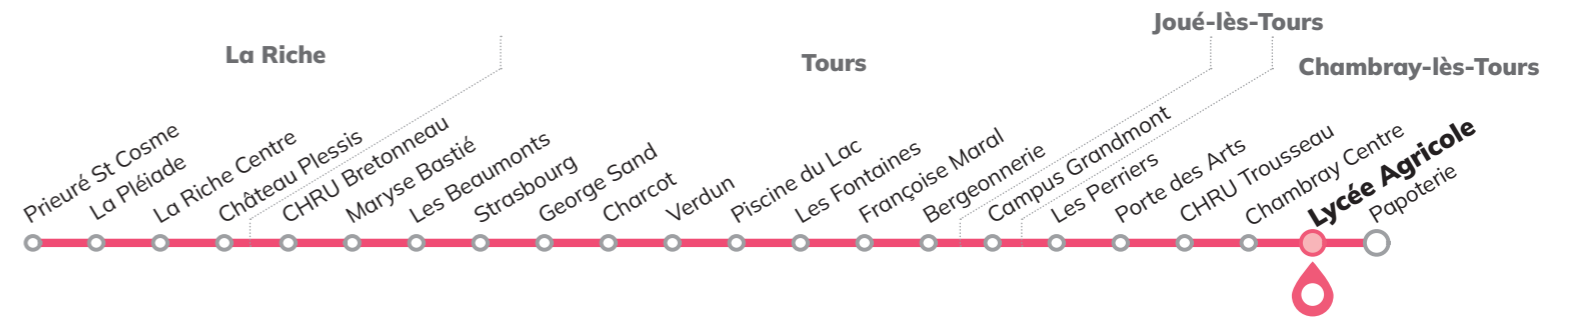 La Riche
Tours
Joué-lès-Tours
Chambray-lès-Tours
Prieuré St Cosme
La Pléiade
La Riche Centre
Château Plessis
CHRU Bretonneau
Maryse Bastié
Les Beaumonts
Strasbourg
George Sand
Charcot
Verdun
Piscine du Lac
Les Fontaines
Françoise Maral
Bergeonnerie
Campus Grandmont
Les Perriers
Porte des Arts
CHRU Trousseau
Chambray Centre
Lycée Agricole
Papoterie